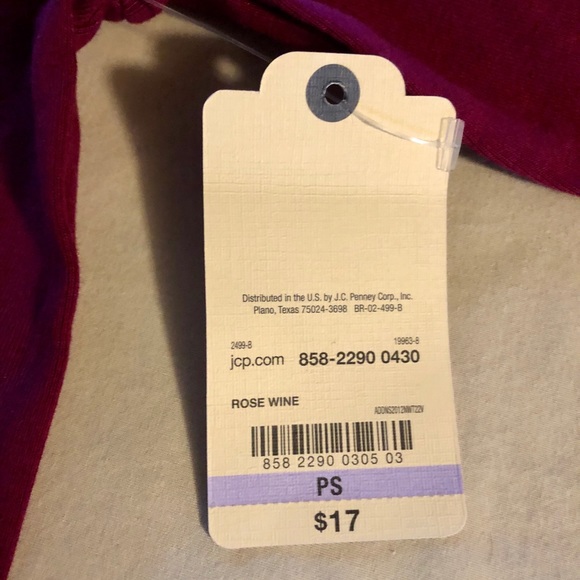 Distributed in the U.S. by J.C. Penney Corp., Inc.
Plano, Texas 75024-3698 BR-02-499-B
2499-B 19963-8
jcp.com 858-2290 0430
ROSE WINE
ADONS2012MMT22V
858 2290 0305 03
PS
$17